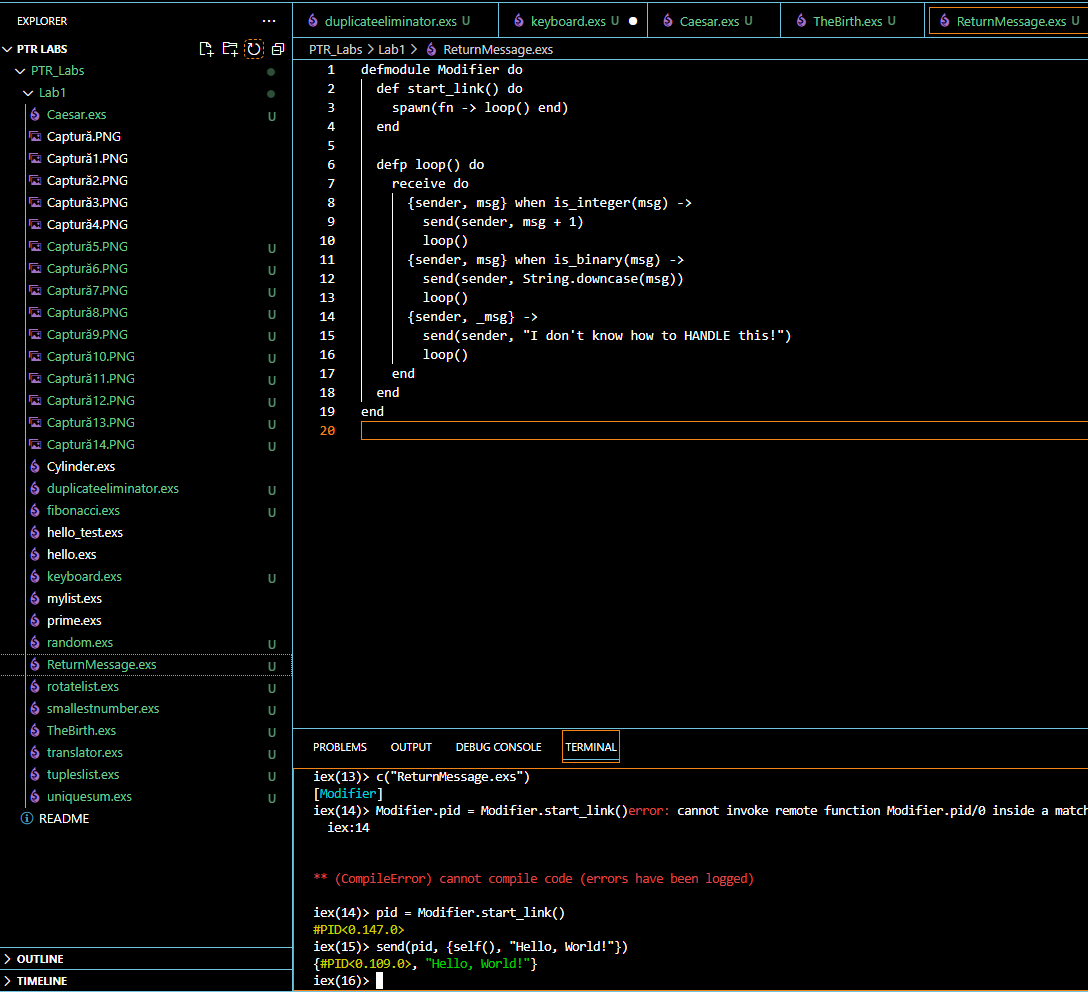 EXPLORER
PTR LABS
PTR_Labs
Lab1
Caesar.exs U
Captură.PNG
Captură1.PNG
Captură2.PNG
Captură3.PNG
Captură4.PNG
Captură5.PNG U
Captură6.PNG U
Captură7.PNG U
Captură8.PNG U
Captură9.PNG U
Captură10.PNG U
Captură11.PNG U
Captură12.PNG U
Captură13.PNG U
Captură14.PNG U
Cylinder.exs
duplicateeliminator.exs U
fibonacci.exs U
hello_test.exs
hello.exs
keyboard.exs U
mylist.exs
prime.exs
random.exs U
ReturnMessage.exs U
rotatelist.exs U
smallestnumber.exs U
TheBirth.exs U
translator.exs U
tupleslist.exs U
uniquesum.exs U
README
OUTLINE
TIMELINE
duplicateeliminator.exs U keyboard.exs U Caesar.exs U TheBirth.exs U ReturnMessage.exs U
PTR_Labs > Lab1 > ReturnMessage.exs
1 defmodule Modifier do
2 def start_link() do
3 spawn(fn -> loop() end)
4 end
5
6 defp loop() do
7 receive do
8 {sender, msg} when is_integer(msg) ->
9 send(sender, msg + 1)
10 loop()
11 {sender, msg} when is_binary(msg) ->
12 send(sender, String.downcase(msg))
13 loop()
14 {sender, _msg} ->
15 send(sender, "I don't know how to HANDLE this!")
16 loop()
17 end
18 end
19 end
20
PROBLEMS OUTPUT DEBUG CONSOLE TERMINAL
iex(13)> c("ReturnMessage.exs")
[Modifier]
iex(14)> Modifier.pid = Modifier.start_link()error: cannot invoke remote function Modifier.pid/0 inside a match
iex:14
** (CompileError) cannot compile code (errors have been logged)
iex(14)> pid = Modifier.start_link()
#PID<0.147.0>
iex(15)> send(pid, {self(), "Hello, World!"})
{#PID<0.109.0>, "Hello, World!"}
iex(16)>